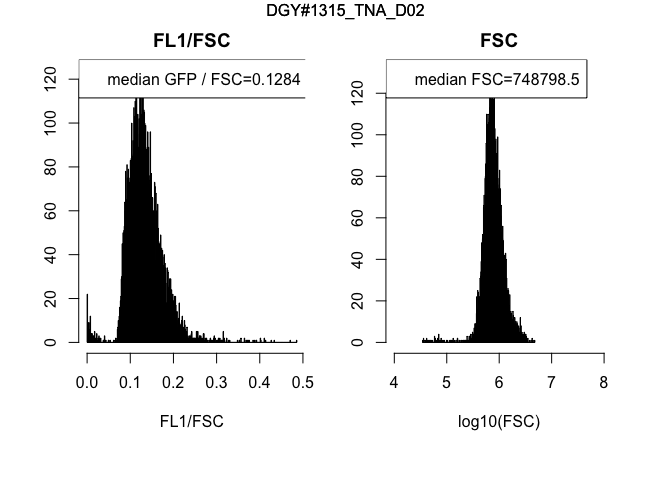 DGY#1315_TNA_D02
FL1/FSC
median GFP / FSC=0.1284
0 20 40 60 80 100 120
0.0 0.1 0.2 0.3 0.4 0.5
FL1/FSC
FSC
median FSC=748798.5
0 20 40 60 80 100 120
4 5 6 7 8
log10(FSC)